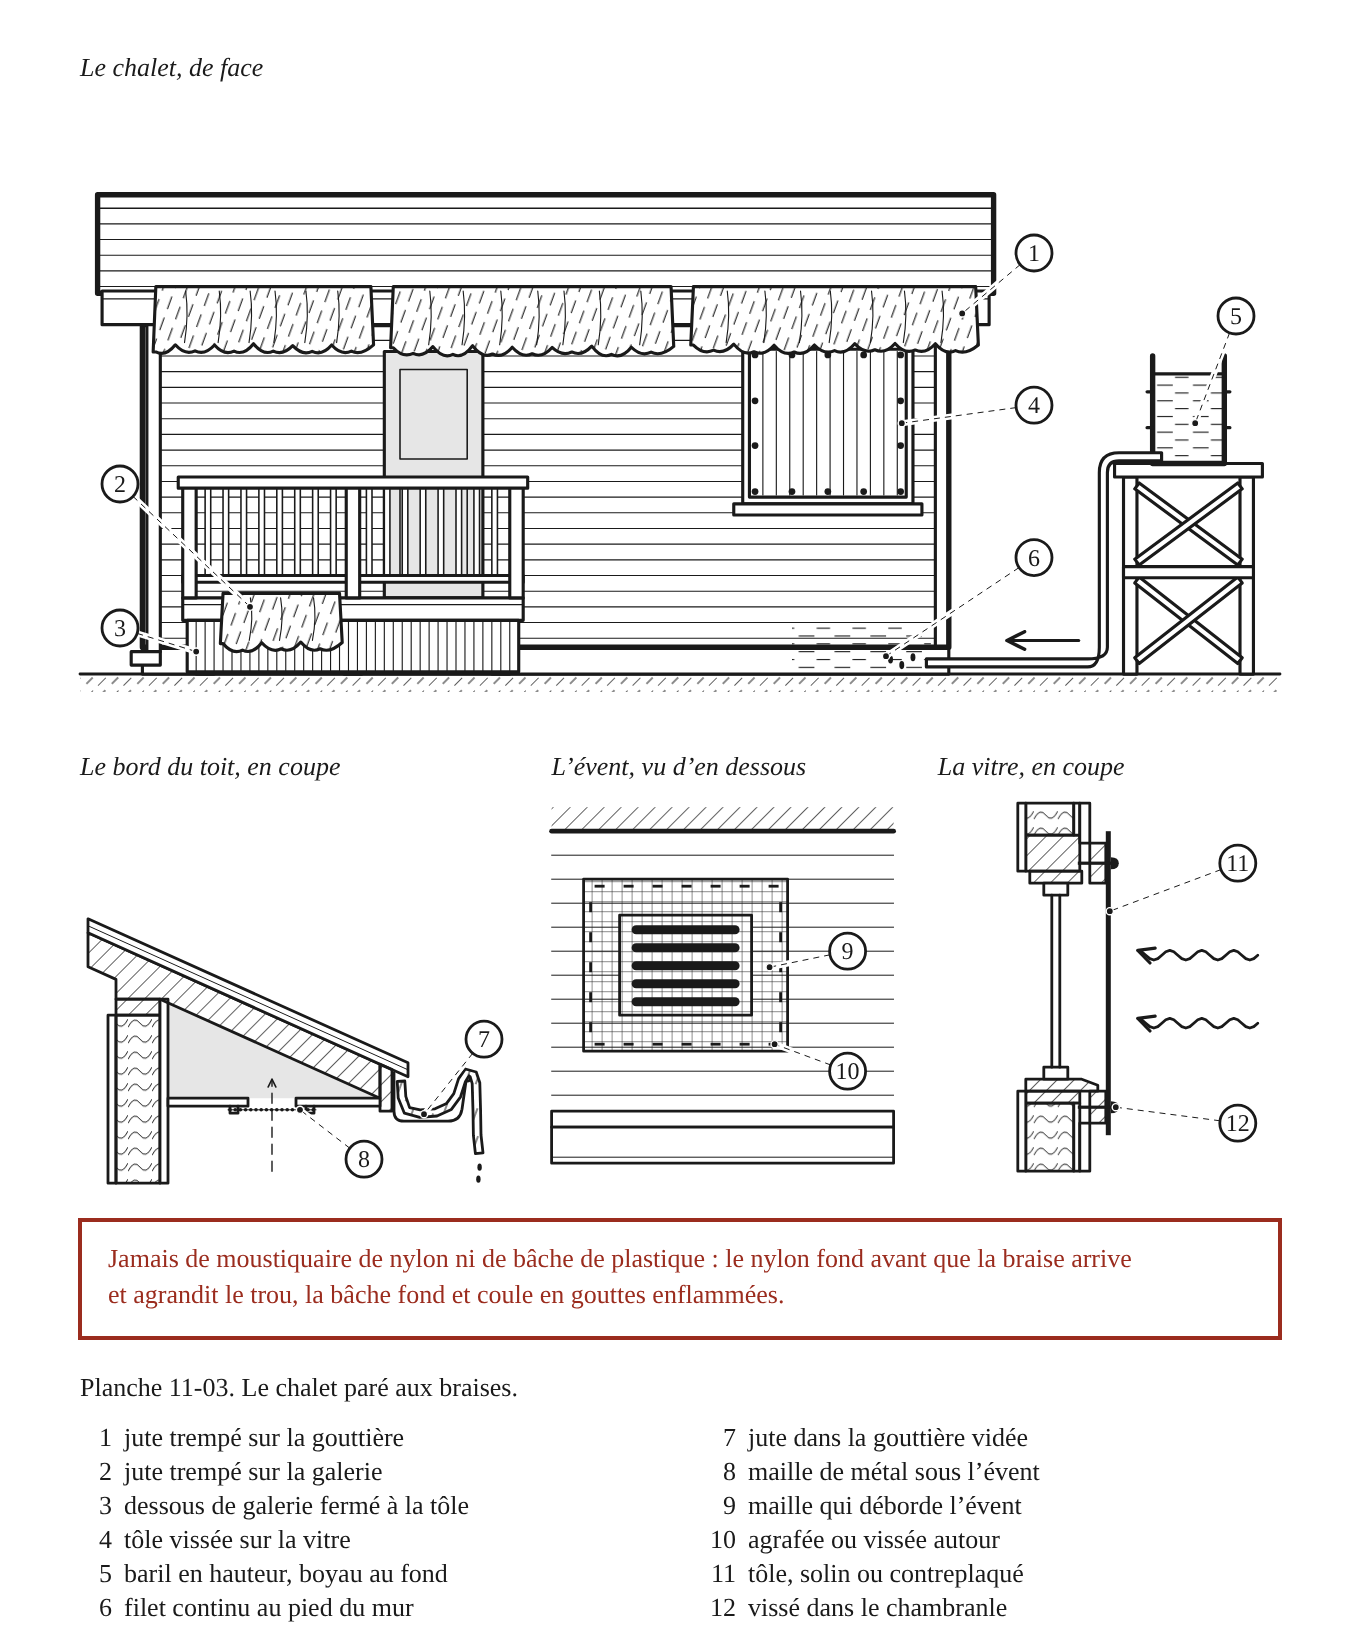 Le chalet, de face
1
5
4
2
6
3
Le bord du toit, en coupe
L’évent, vu d’en dessous
La vitre, en coupe
11
9
7
10
12
8
Jamais de moustiquaire de nylon ni de bâche de plastique : le nylon fond avant que la braise arrive
et agrandit le trou, la bâche fond et coule en gouttes enflammées.
Planche 11-03. Le chalet paré aux braises.
1 jute trempé sur la gouttière
2 jute trempé sur la galerie
3 dessous de galerie fermé à la tôle
4 tôle vissée sur la vitre
5 baril en hauteur, boyau au fond
6 filet continu au pied du mur
7 jute dans la gouttière vidée
8 maille de métal sous l’évent
9 maille qui déborde l’évent
10 agrafée ou vissée autour
11 tôle, solin ou contreplaqué
12 vissé dans le chambranle